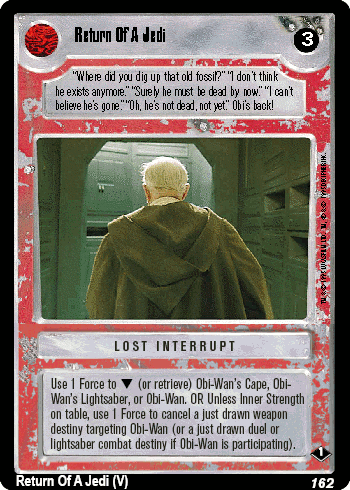 Return Of A Jedi
3
"Where did you dig up that old fossil?" "I don't think
he exists anymore." "Surely he must be dead by now." "I can't
believe he's gone." "Oh, he's not dead, not yet." Obi's back!
LOST INTERRUPT
Use 1 Force to ▼ (or retrieve) Obi-Wan's Cape, Obi-
Wan's Lightsaber, or Obi-Wan. OR Unless Inner Strength
on table, use 1 Force to cancel a just drawn weapon
destiny targeting Obi-Wan (or a just drawn duel or
lightsaber combat destiny if Obi-Wan is participating).
1
Return Of A Jedi (V)
162